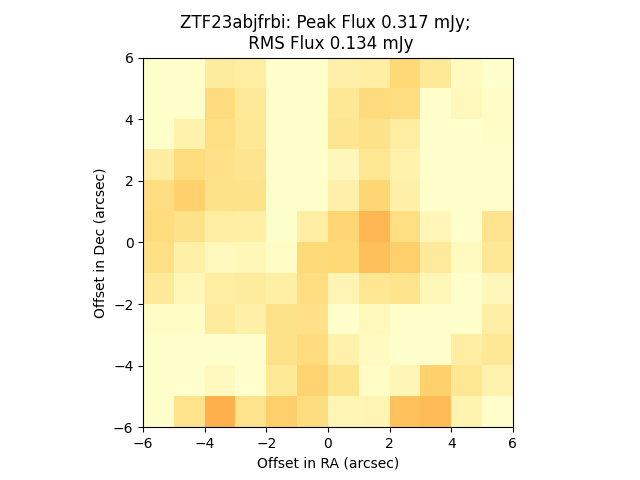 ZTF23abjfrbi: Peak Flux 0.317 mJy;
RMS Flux 0.134 mJy
6
4
2
0
−2
−4
−6
Offset in Dec (arcsec)
−6 −4 −2 0 2 4 6
Offset in RA (arcsec)